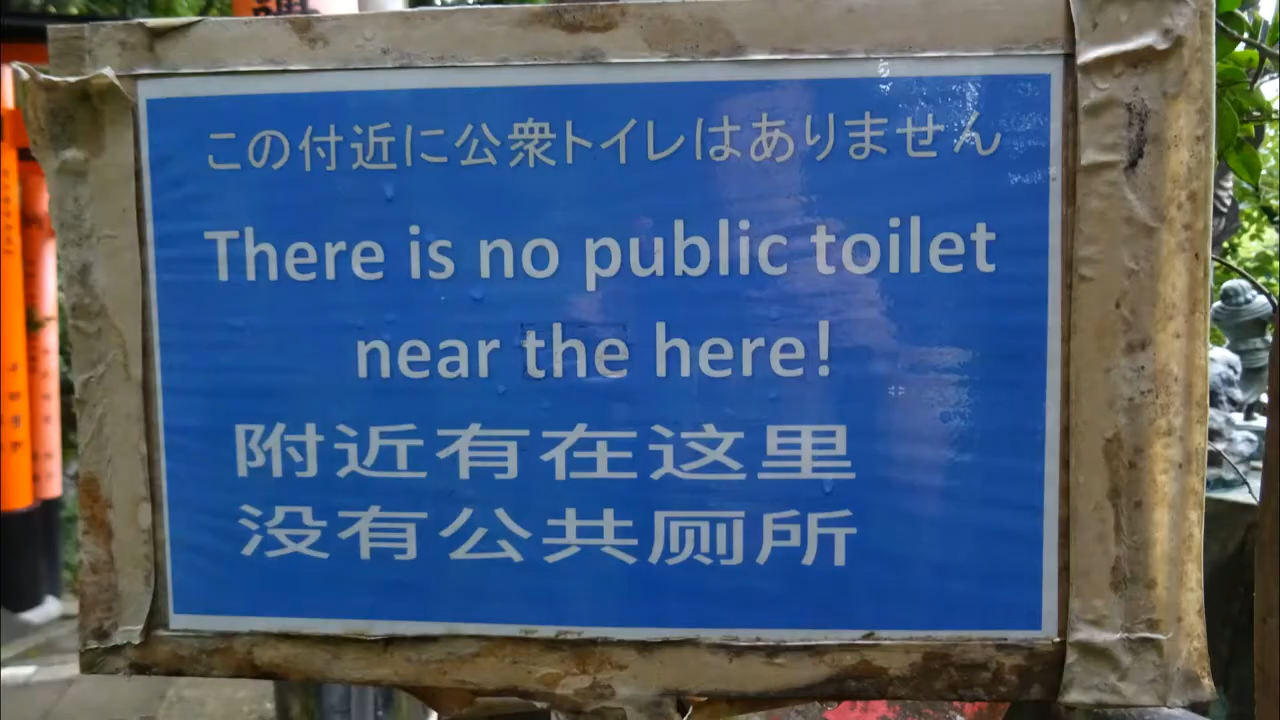 この付近に公衆トイレはありません
There is no public toilet
near the here!
附近有在这里
没有公共厕所